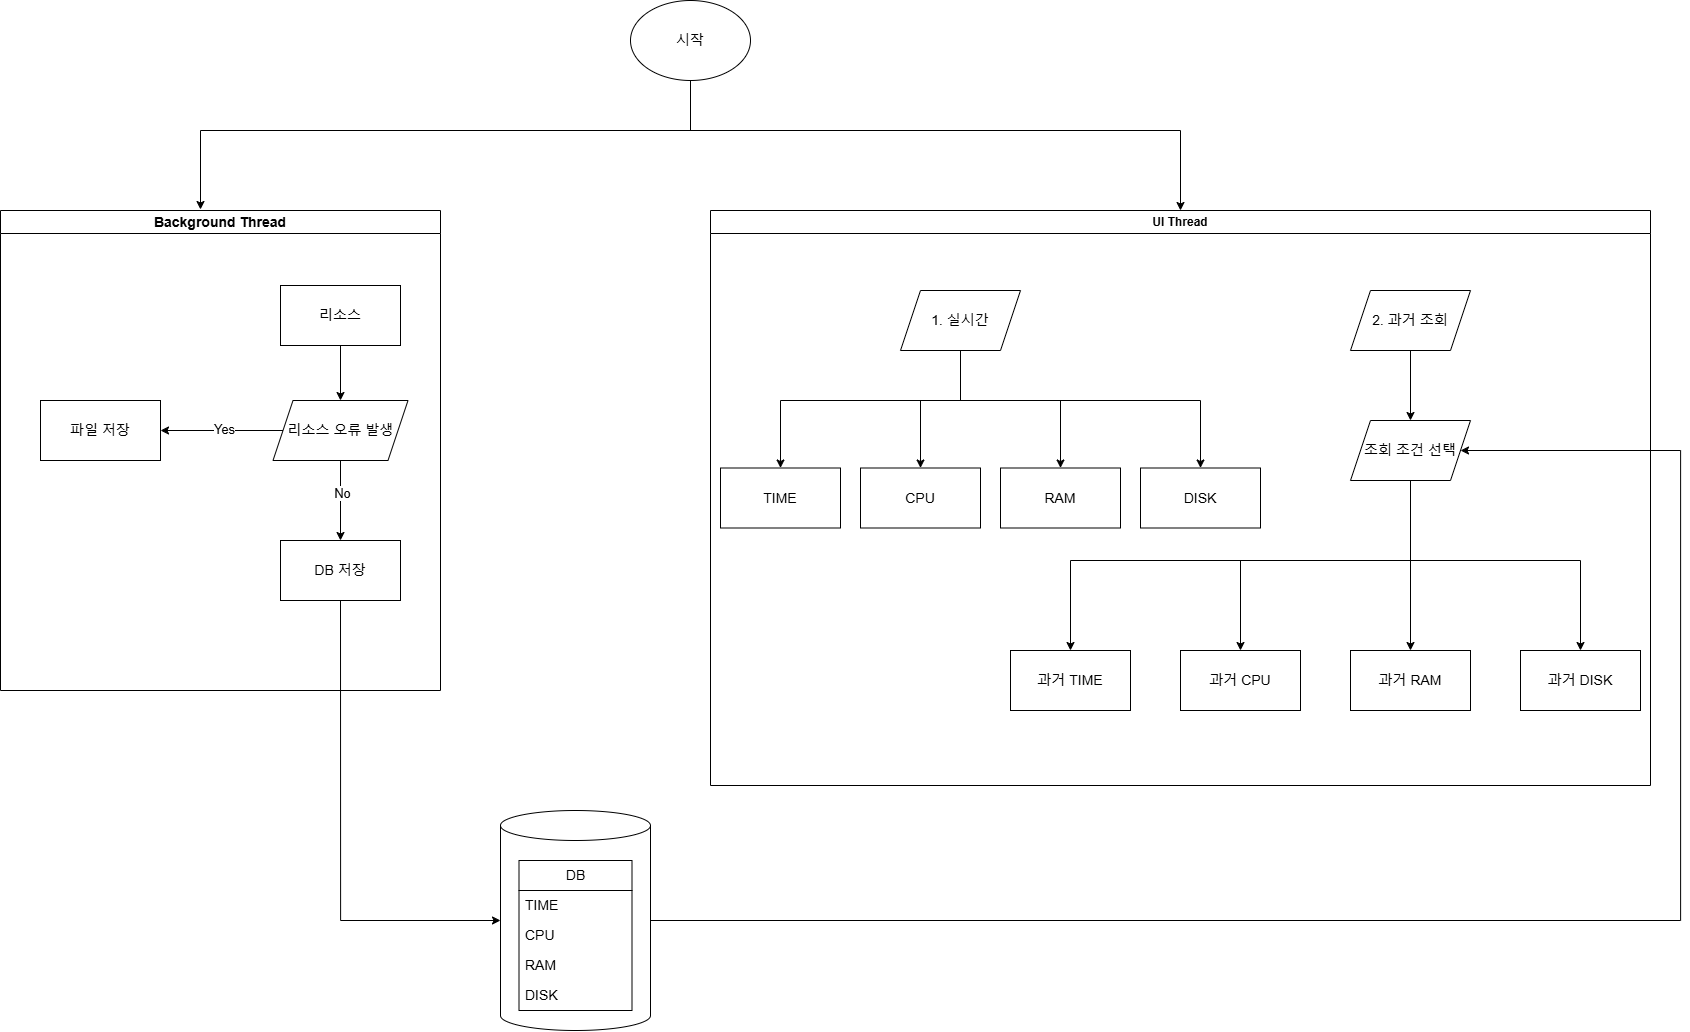 시작
Background Thread
리소스
리소스 오류 발생
Yes
파일 저장
No
DB 저장
UI Thread
1. 실시간
TIME
CPU
RAM
DISK
2. 과거 조회
조회 조건 선택
과거 TIME
과거 CPU
과거 RAM
과거 DISK
DB
TIME
CPU
RAM
DISK